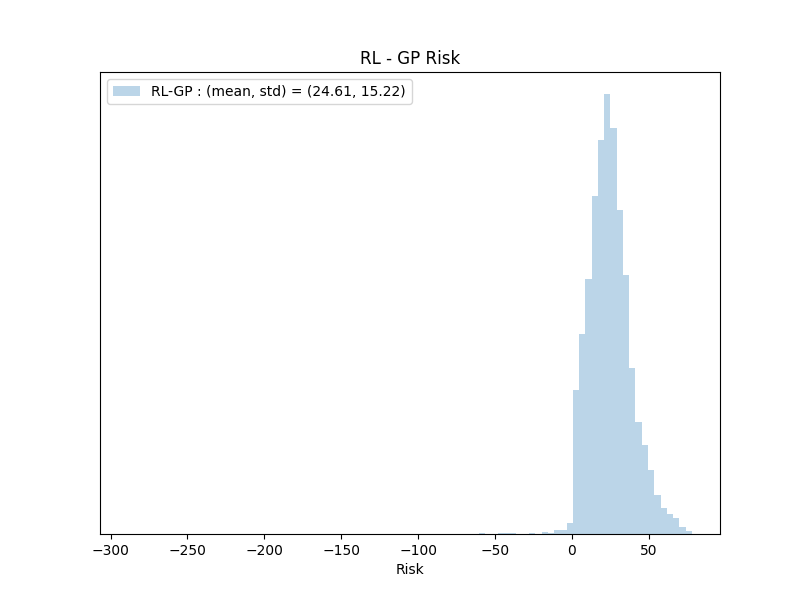 RL - GP Risk
RL-GP : (mean, std) = (24.61, 15.22)
−300 −250 −200 −150 −100 −50 0 50
Risk